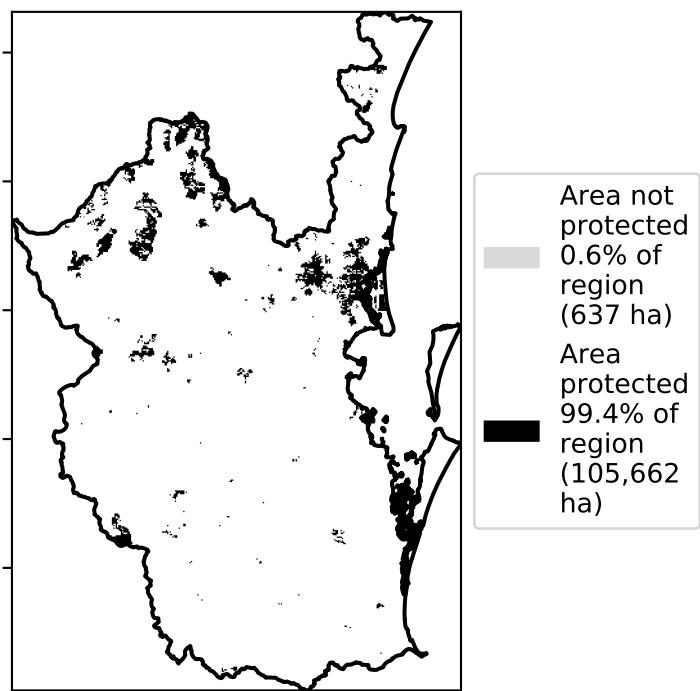 Area not
protected
0.6% of
region
(637 ha)
Area
protected
99.4% of
region
(105,662
ha)